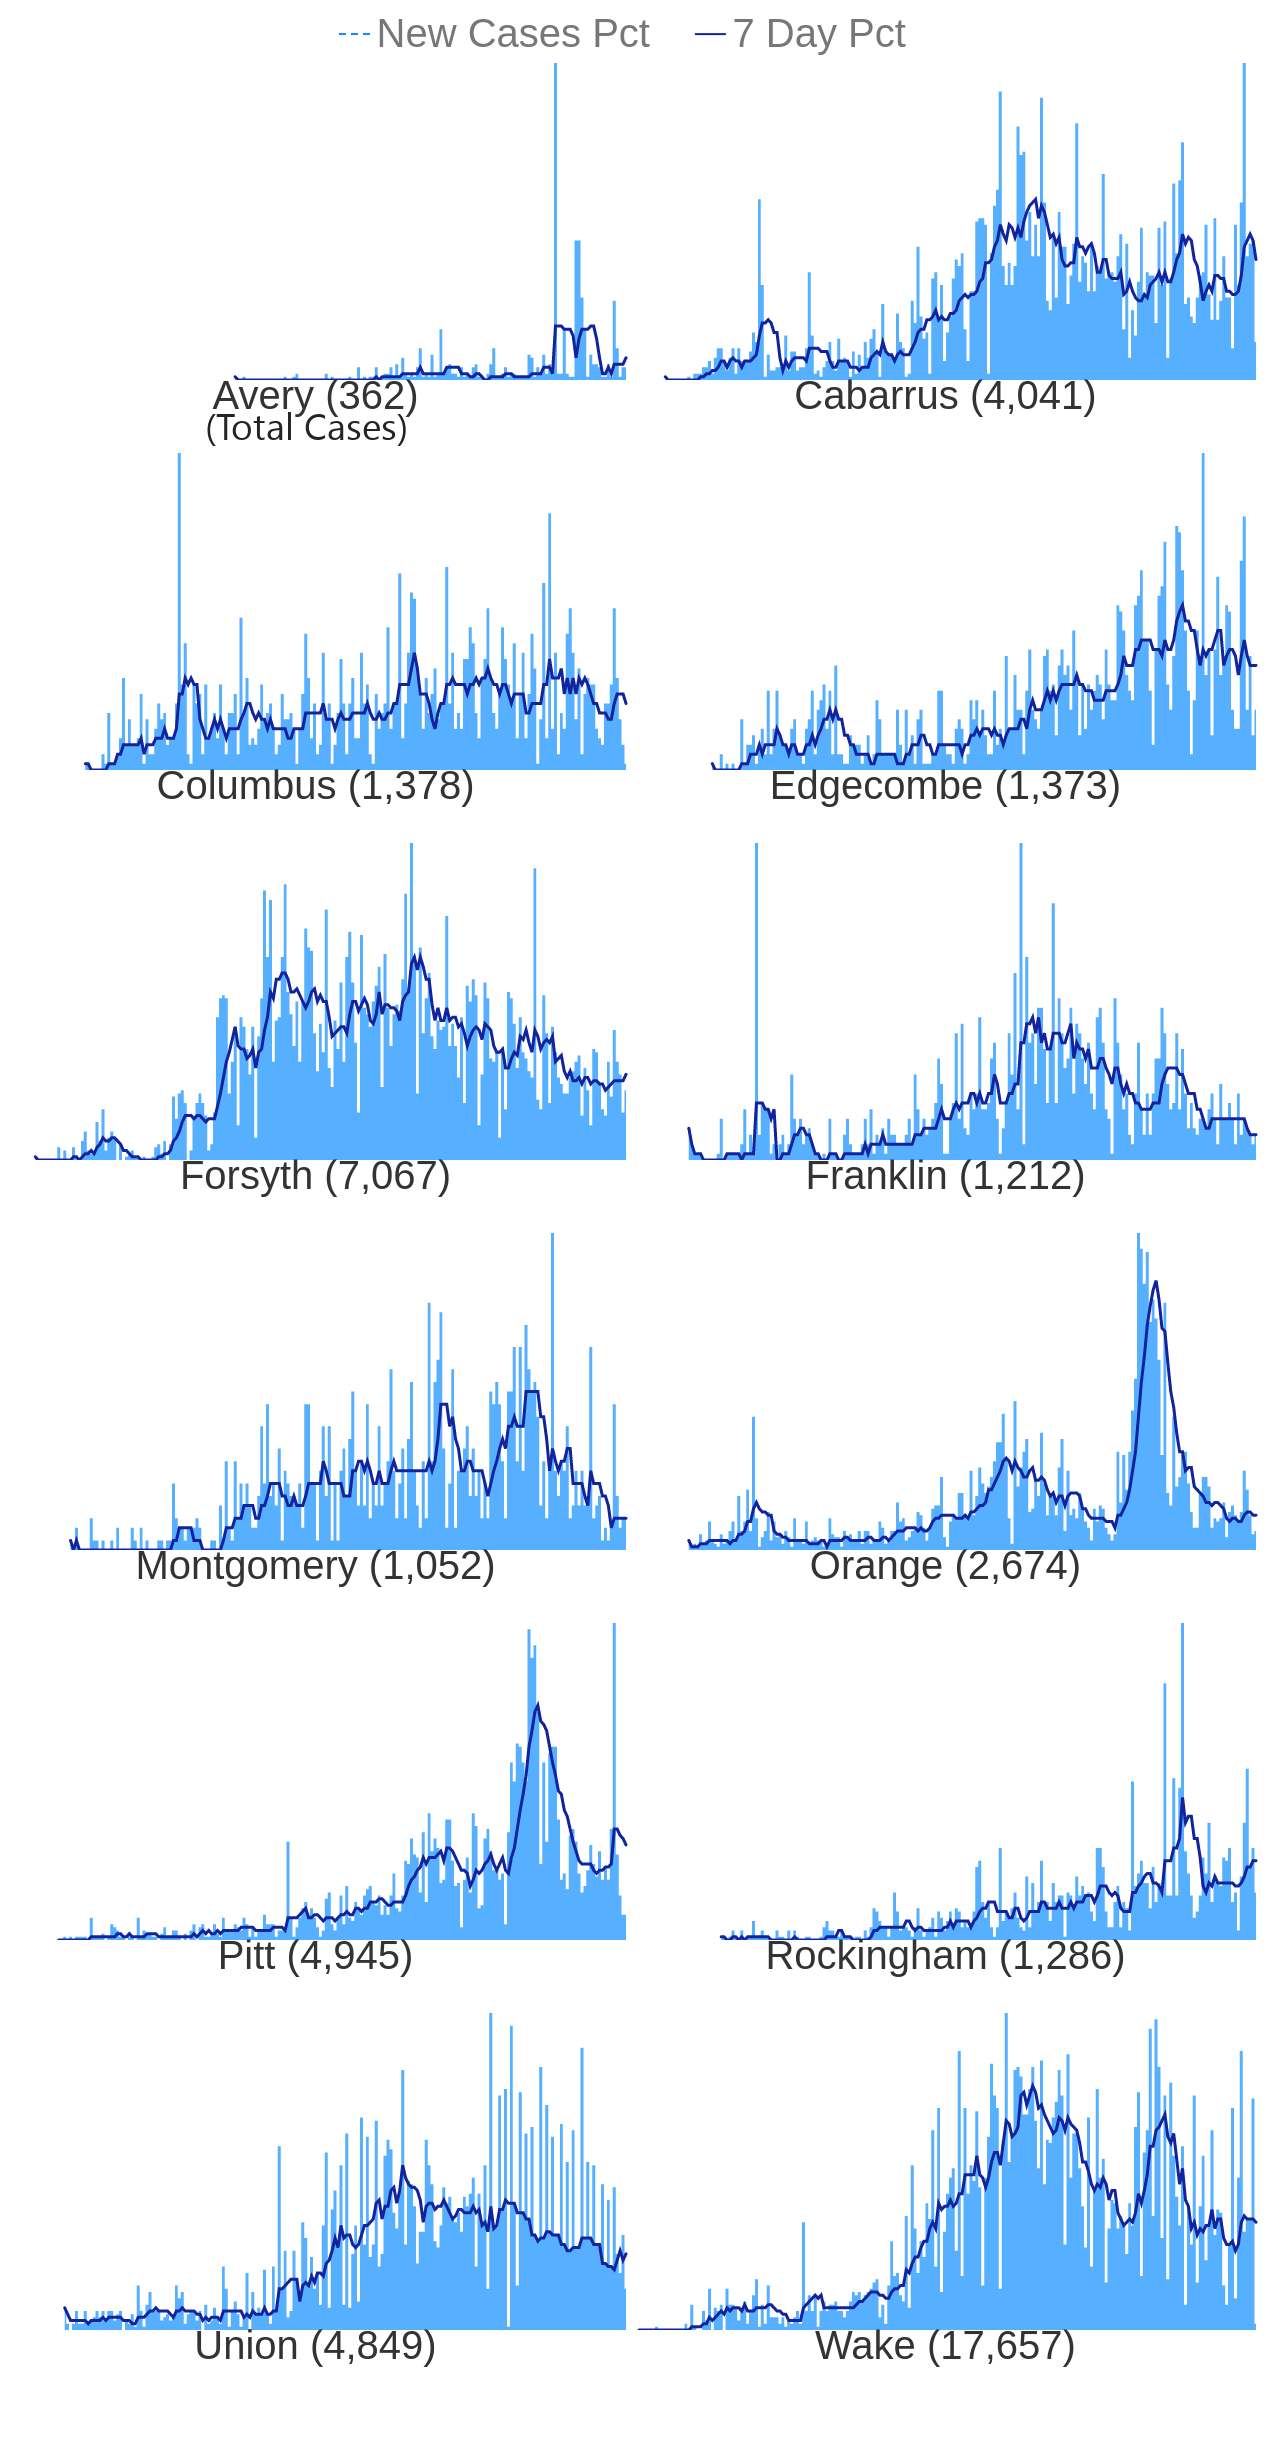 New Cases Pct 7 Day Pct
Avery (362) Cabarrus (4,041)
(Total Cases)
Columbus (1,378) Edgecombe (1,373)
Forsyth (7,067) Franklin (1,212)
Montgomery (1,052) Orange (2,674)
Pitt (4,945) Rockingham (1,286)
Union (4,849) Wake (17,657)